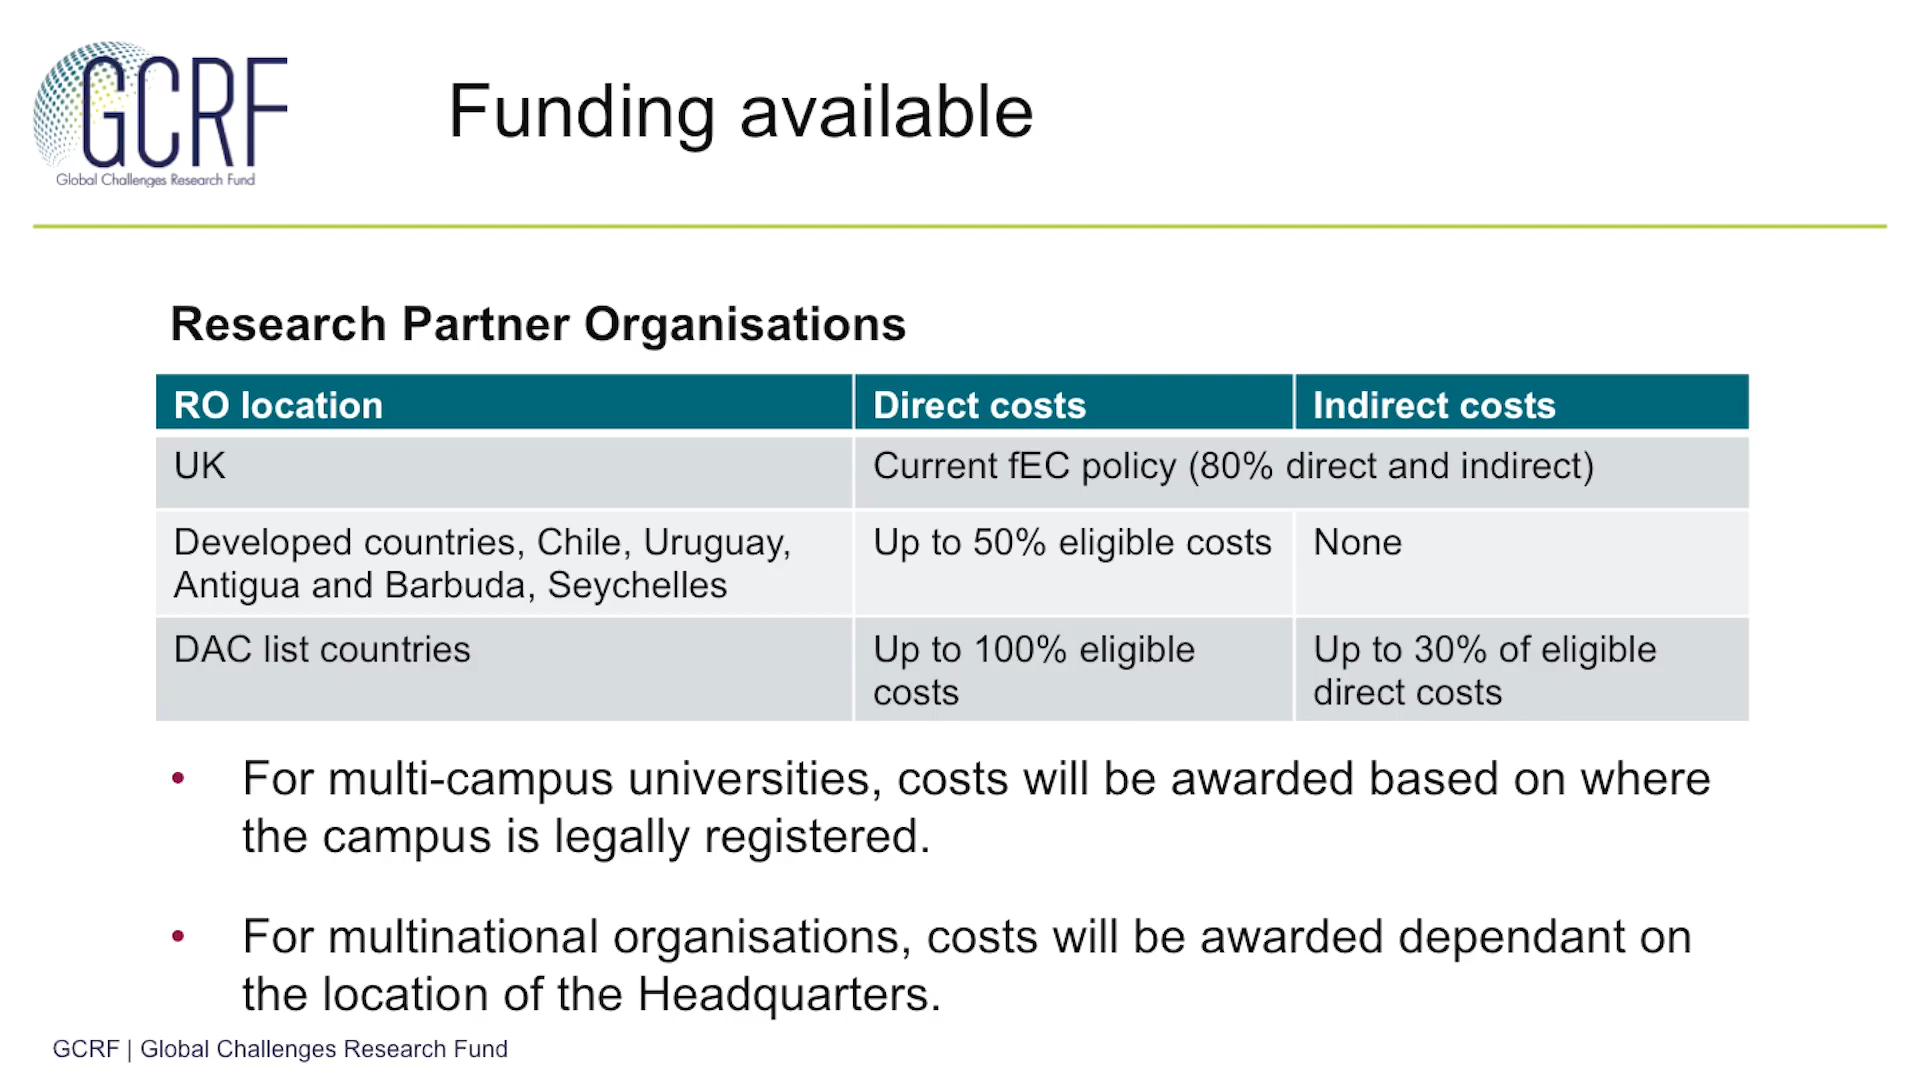 GCRF
Global Challenges Research Fund
Funding available
Research Partner Organisations
RO location
Direct costs
Indirect costs
UK
Current fEC policy (80% direct and indirect)
Developed countries, Chile, Uruguay,
Antigua and Barbuda, Seychelles
Up to 50% eligible costs
None
DAC list countries
Up to 100% eligible
costs
Up to 30% of eligible
direct costs
• For multi-campus universities, costs will be awarded based on where
the campus is legally registered.
• For multinational organisations, costs will be awarded dependant on
the location of the Headquarters.
GCRF | Global Challenges Research Fund